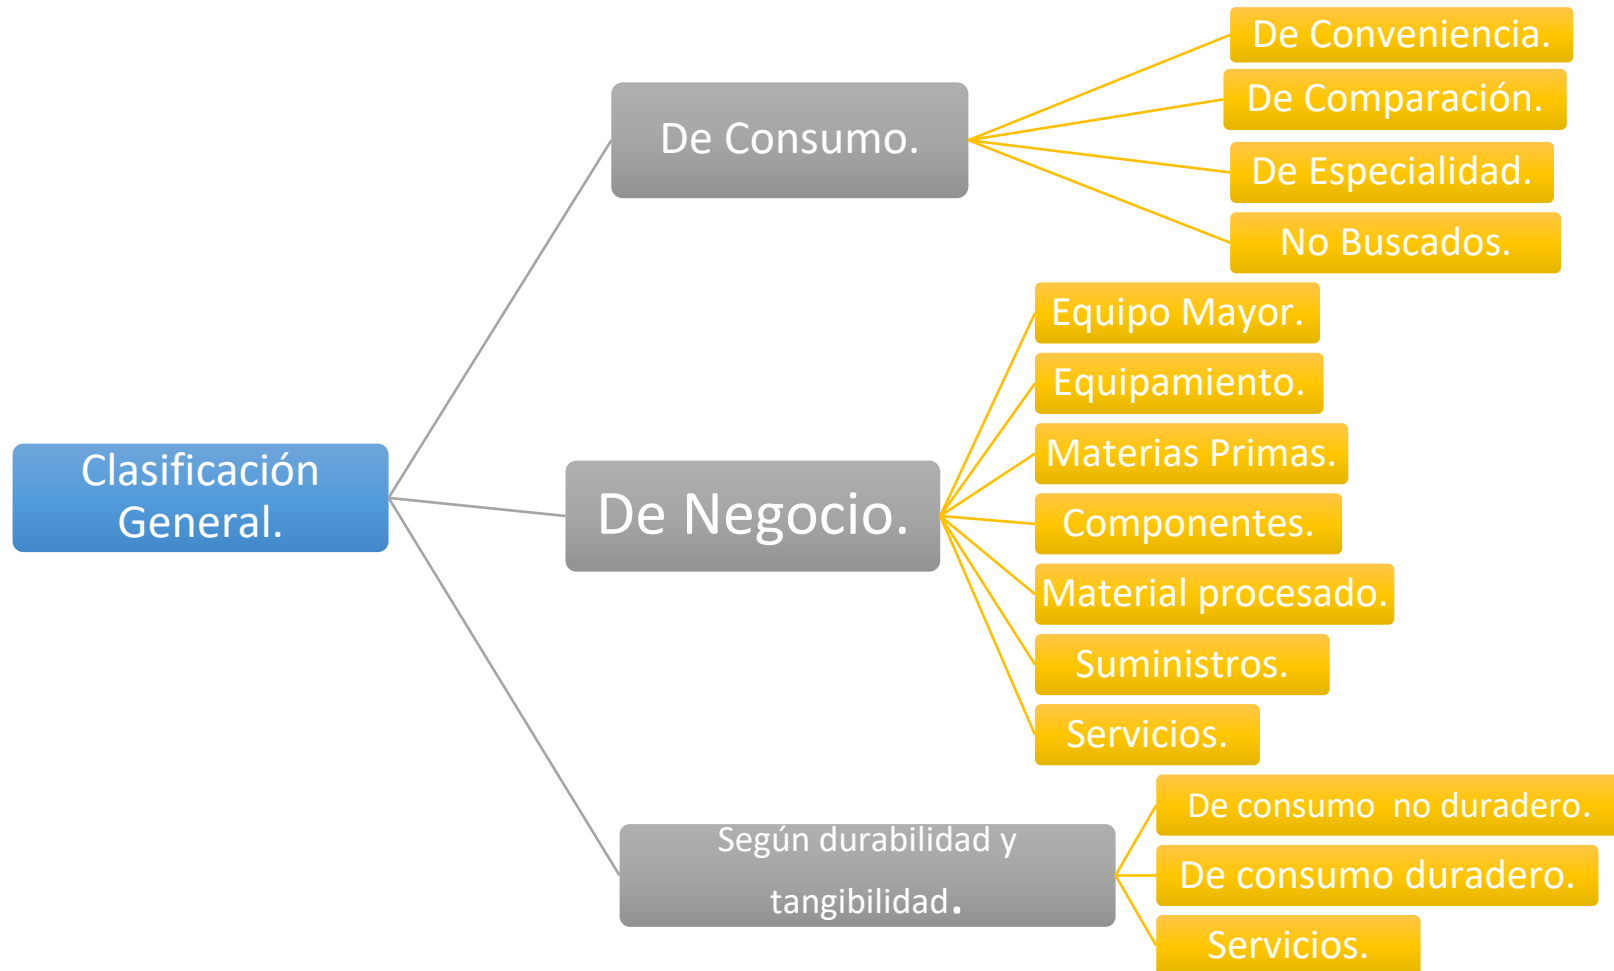 Clasificación
General.
De Consumo.
De Conveniencia.
De Comparación.
De Especialidad.
No Buscados.
De Negocio.
Equipo Mayor.
Equipamiento.
Materias Primas.
Componentes.
Material procesado.
Suministros.
Servicios.
Según durabilidad y
tangibilidad.
De consumo  no duradero.
De consumo duradero.
Servicios.